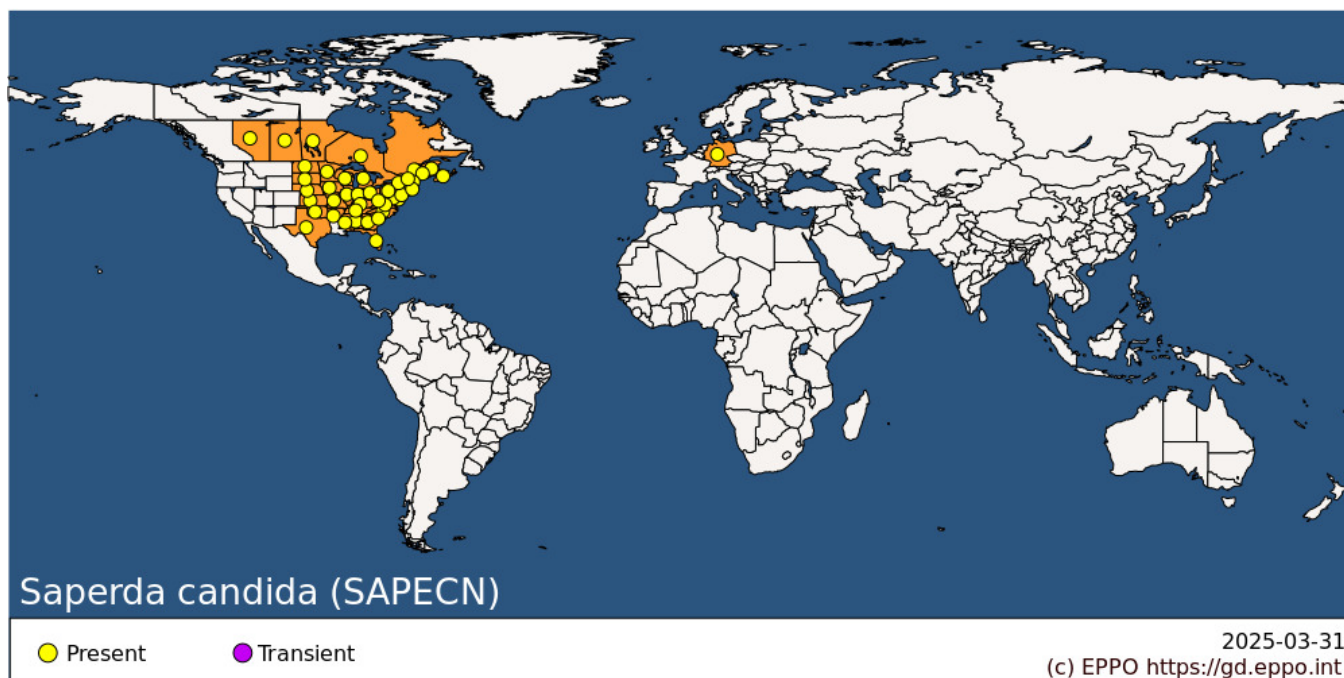 Saperda candida (SAPECN)
Present
Transient
2025-03-31
(c) EPPO https://gd.eppo.int